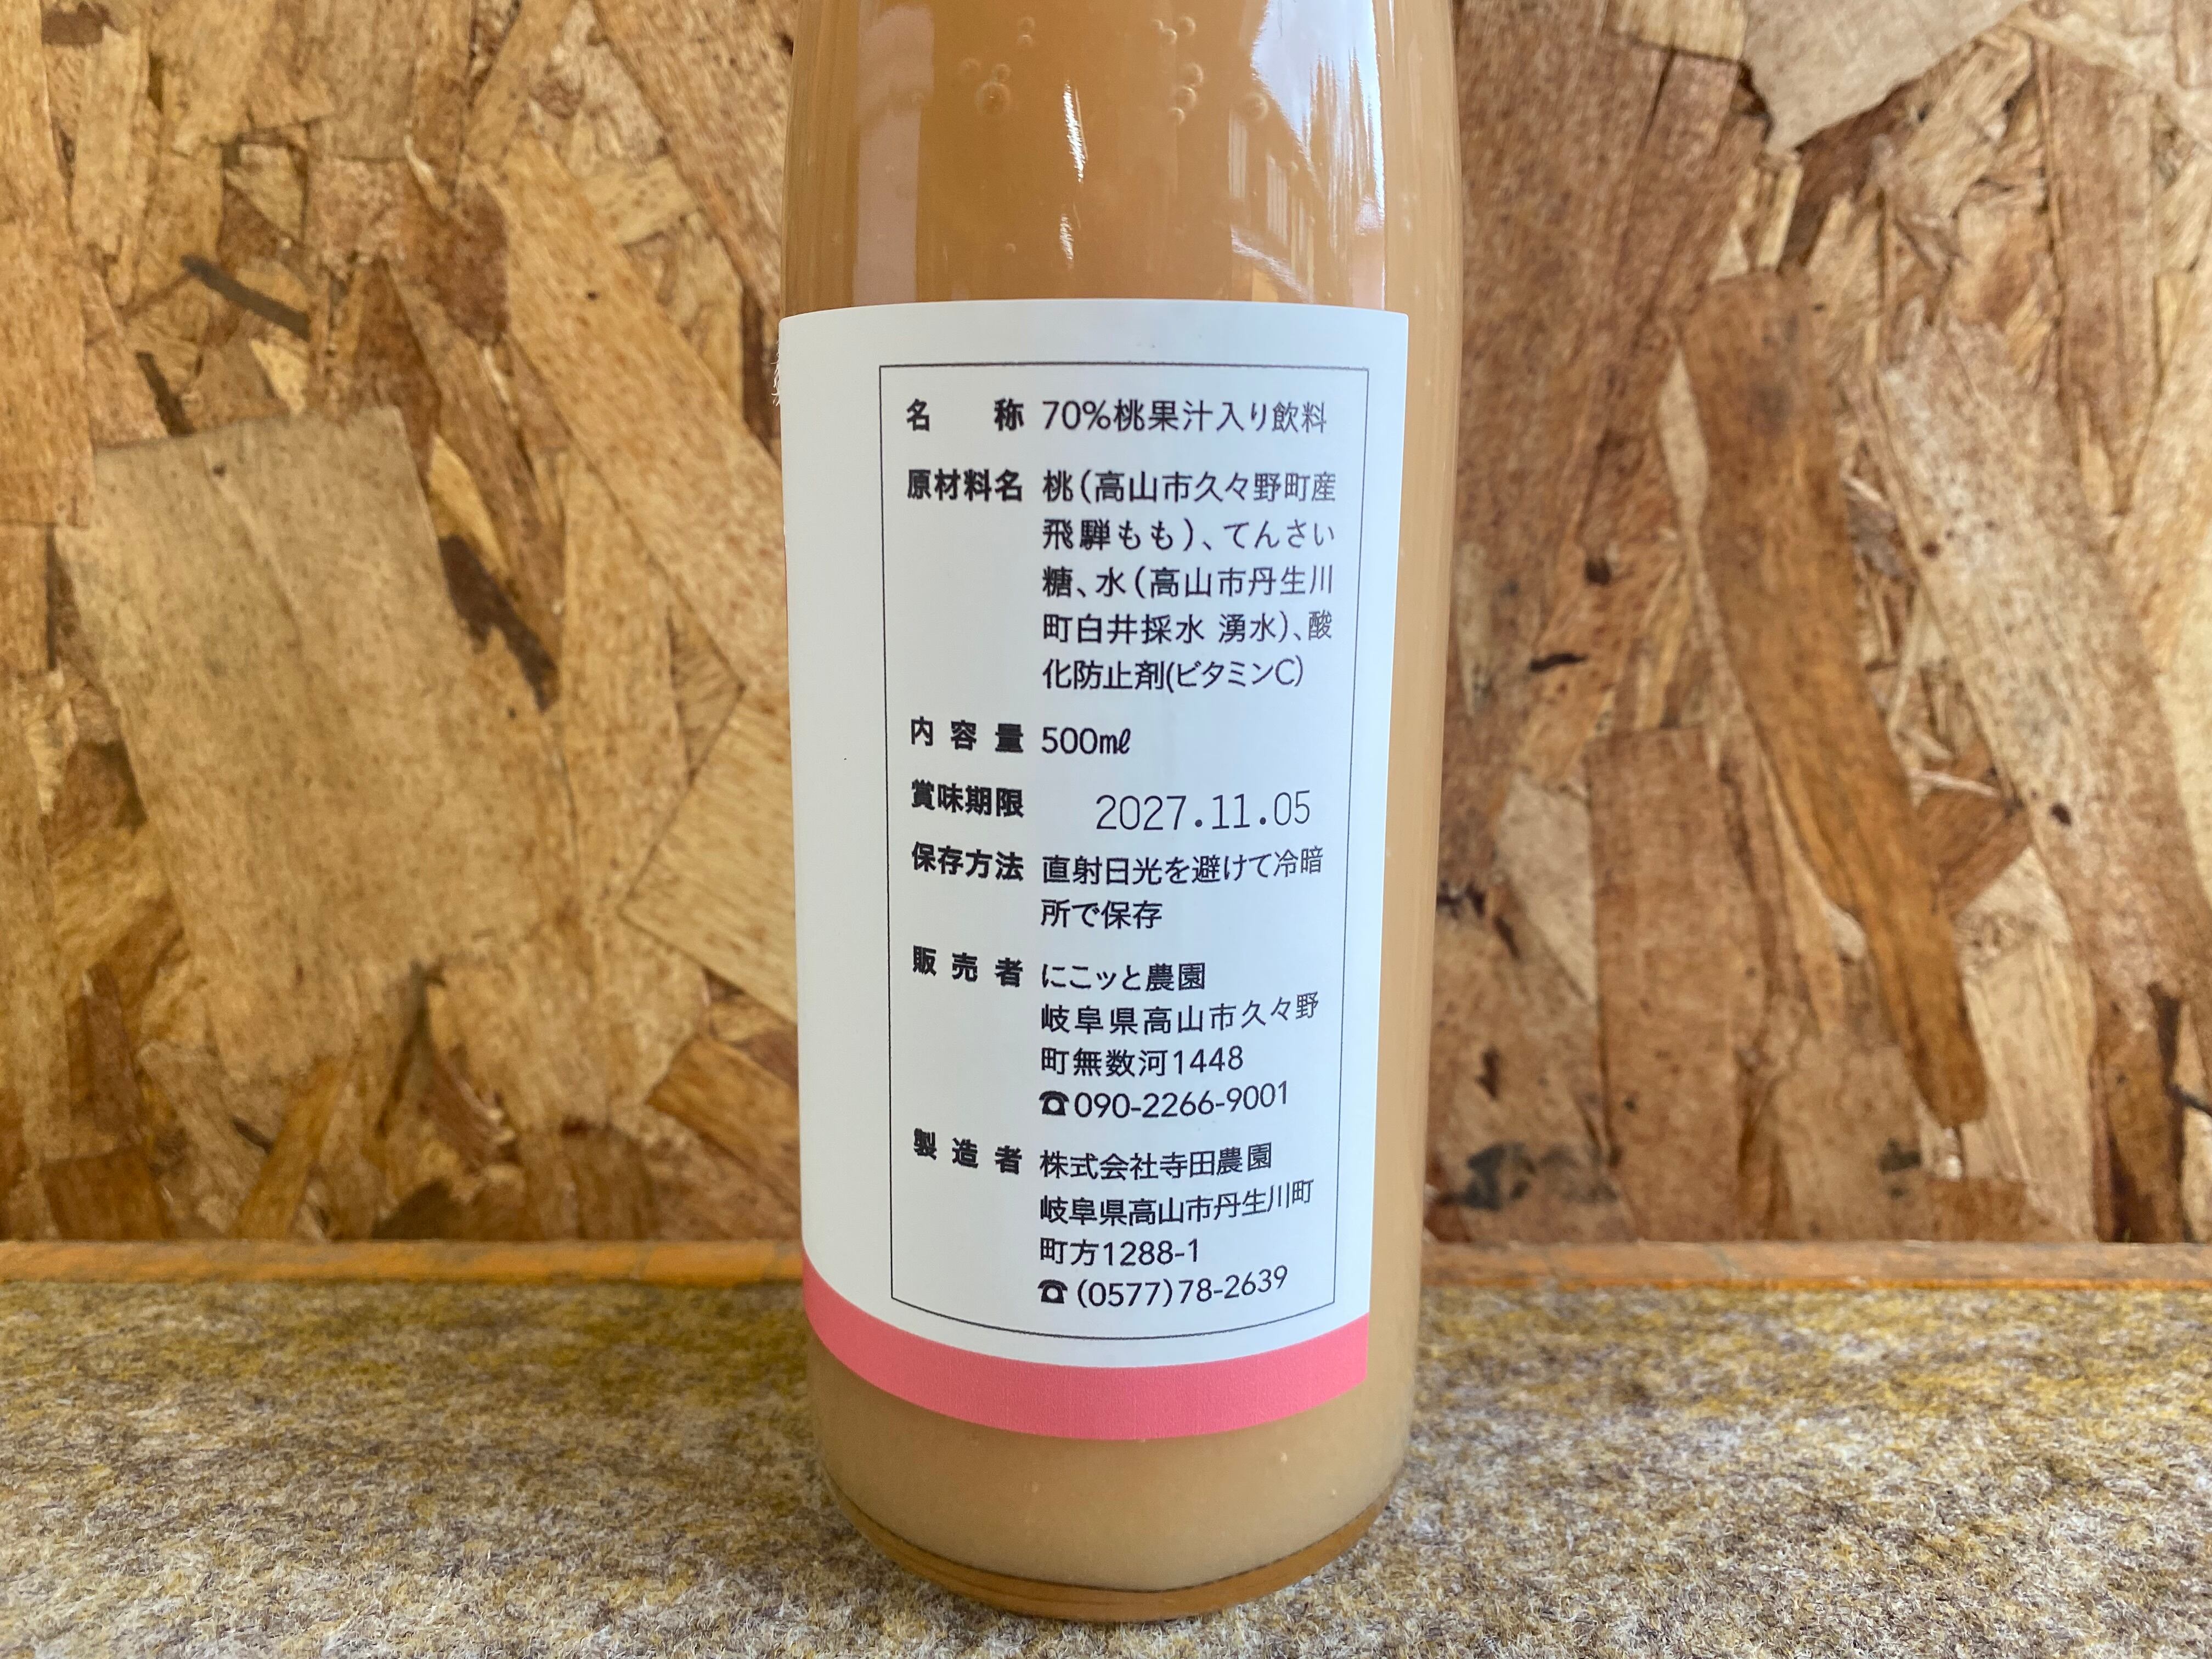 名称 70%桃果汁入り飲料
原材料名 桃(高山市久々野町産
飛騨もも)、てんさい
糖、水(高山市丹生川
町白井採水 湧水)、酸
化防止剤(ビタミンC)
内容量 500㎖
賞味期限 2027.11.05
保存方法 直射日光を避けて冷暗
所で保存
販売者 にこッと農園
岐阜県高山市久々野
町無数河1448
☎090-2266-9001
製造者 株式会社寺田農園
岐阜県高山市丹生川町
町方1288-1
☎(0577)78-2639